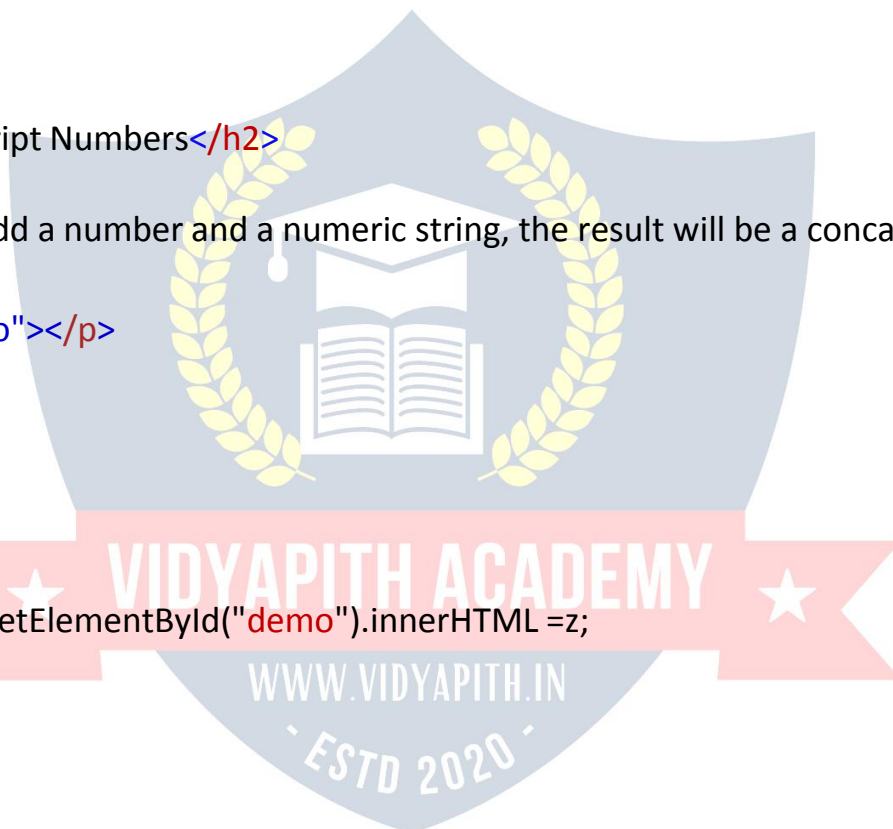 ipt Numbers</h2>
dd a number and a numeric string, the result will be a conca
o"></p>
VIDYAPITH ACADEMY
etElementById("demo").innerHTML =z;
WWW.VIDYAPITH.IN
- ESTD 2020 -